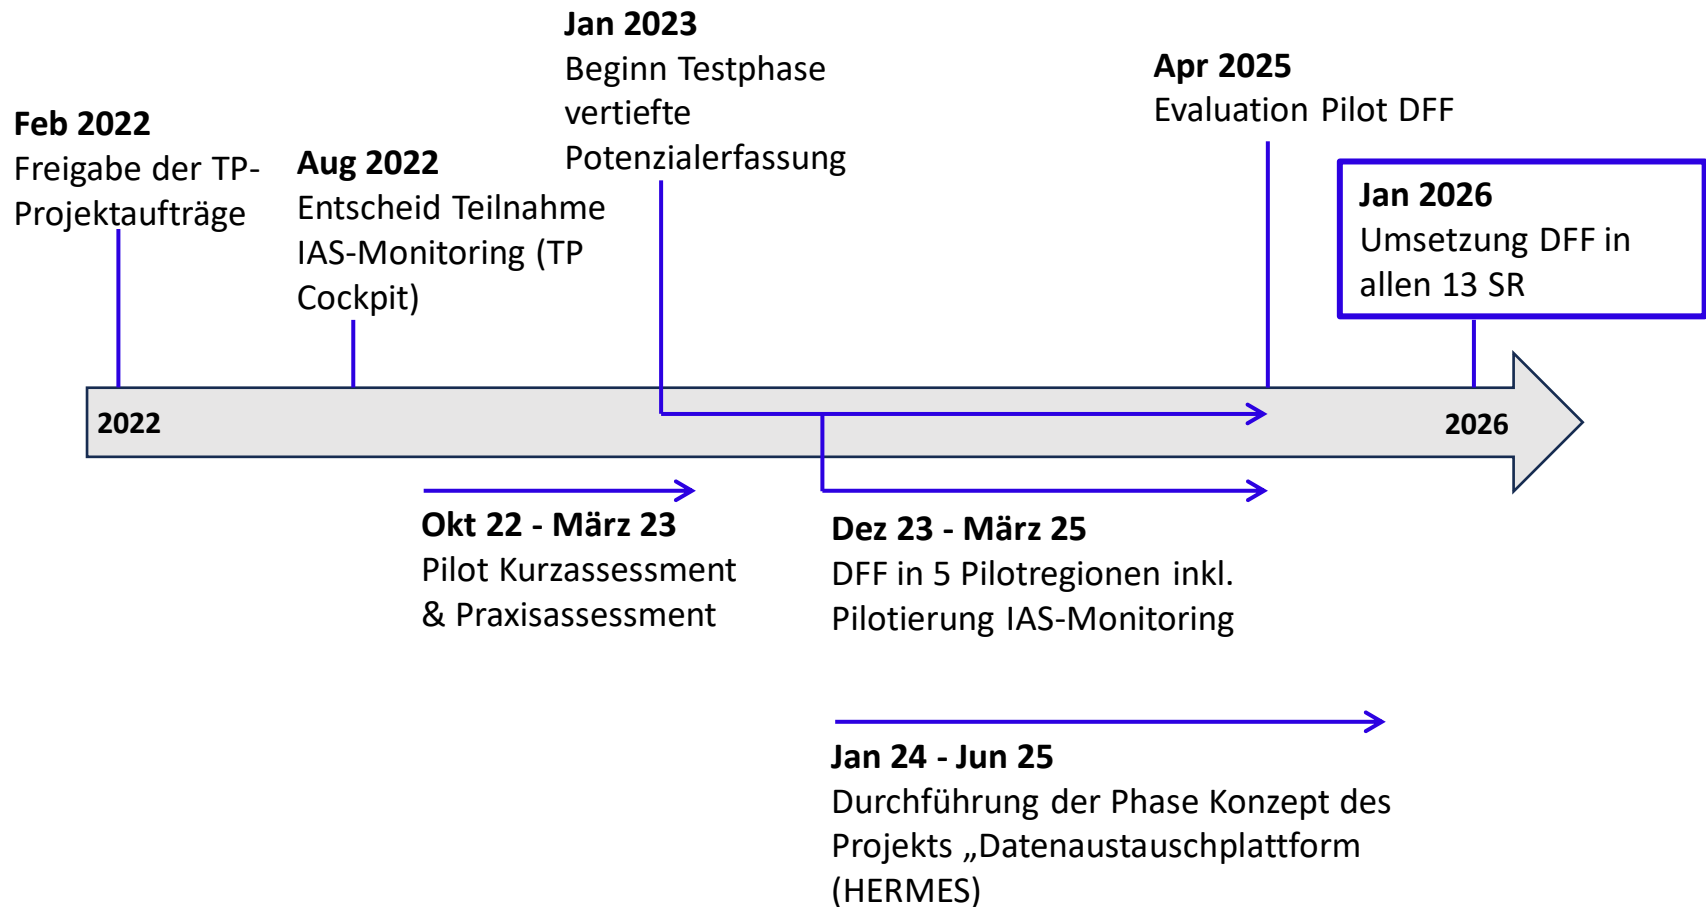 Feb 2022
Freigabe der TP-
Projektaufträge
Aug 2022
Entscheid Teilnahme
IAS-Monitoring (TP
Cockpit)
Jan 2023
Beginn Testphase
vertiefte
Potenzialerfassung
Apr 2025
Evaluation Pilot DFF
Jan 2026
Umsetzung DFF in
allen 13 SR
2022
2026
Okt 22 - März 23
Pilot Kurzassessment
& Praxisassessment
Dez 23 - März 25
DFF in 5 Pilotregionen inkl.
Pilotierung IAS-Monitoring
Jan 24 - Jun 25
Durchführung der Phase Konzept des
Projekts „Datenaustauschplattform
(HERMES)